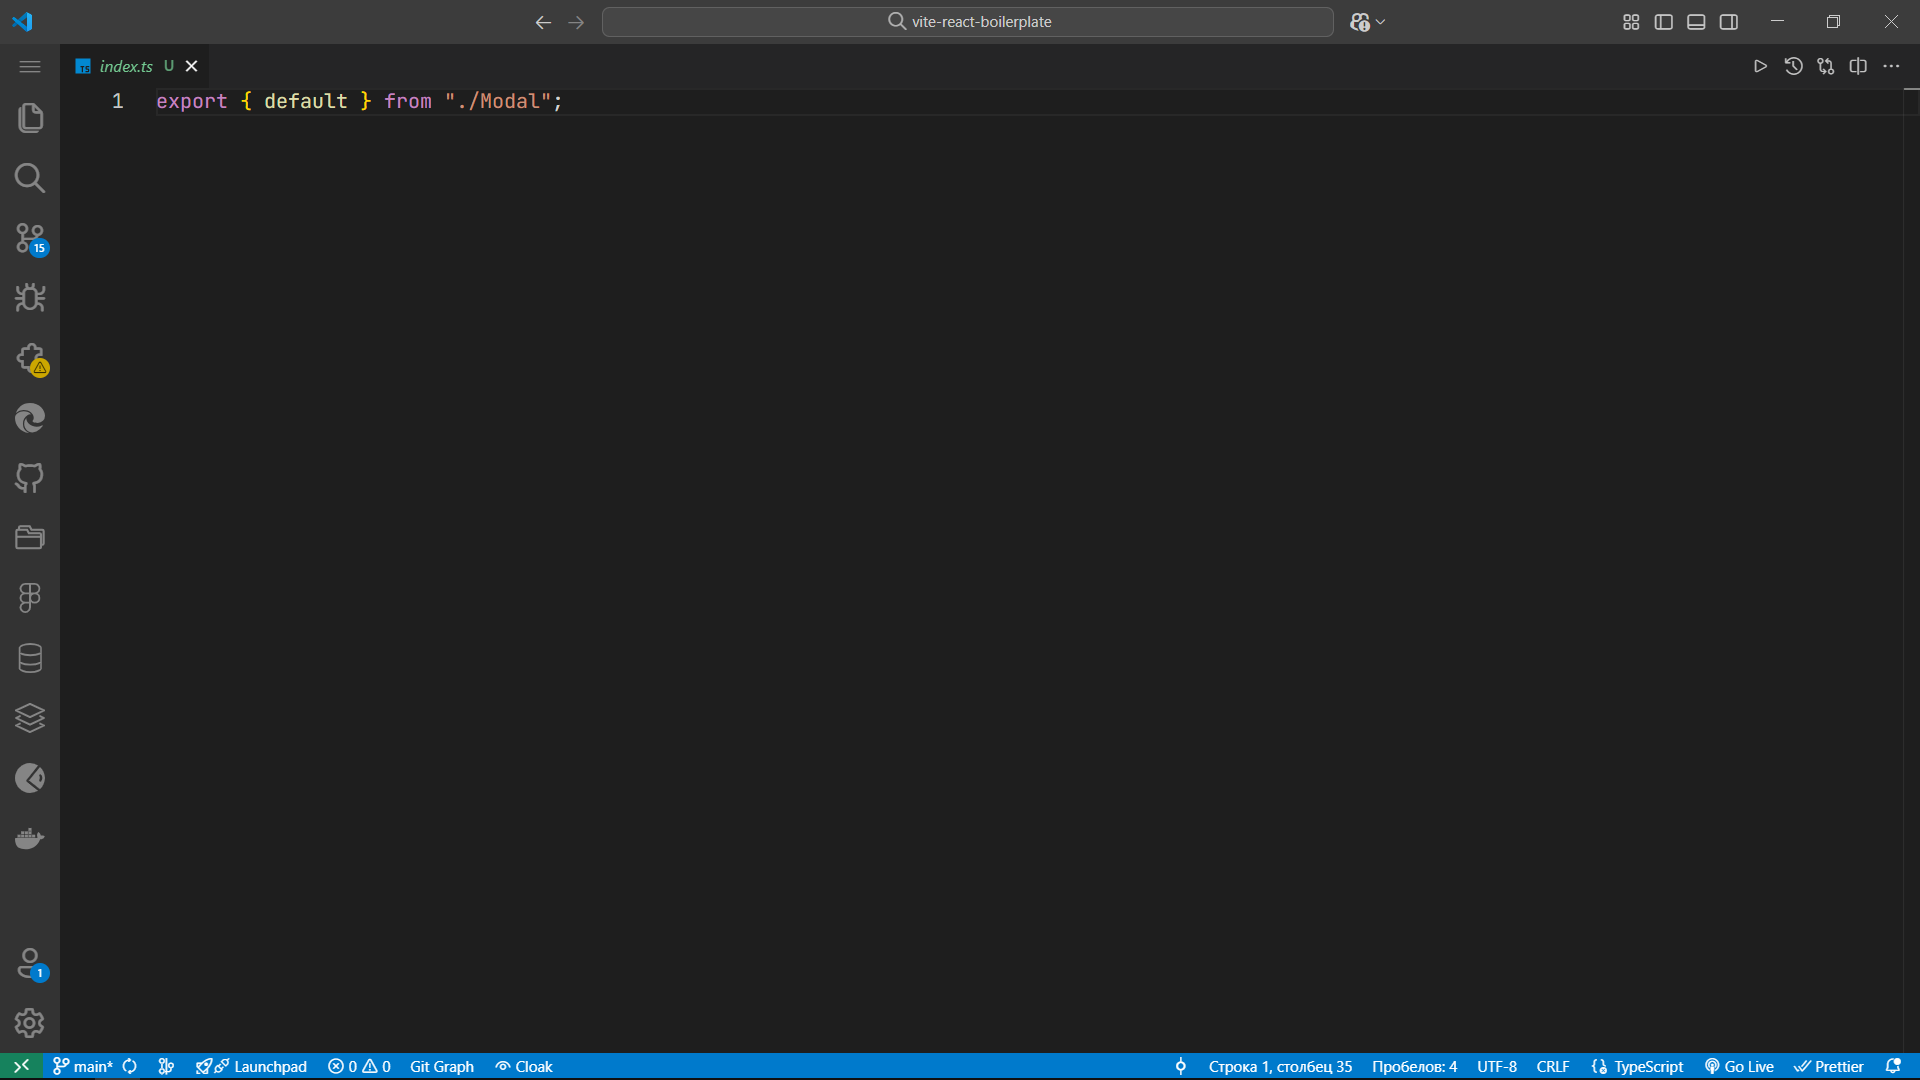 vite-react-boilerplate
TS index.ts U
1 export { default } from "./Modal";
15
1
main* Launchpad 0 0 Git Graph Cloak Строка 1, столбец 35 Пробелов: 4 UTF-8 CRLF TypeScript Go Live Prettier